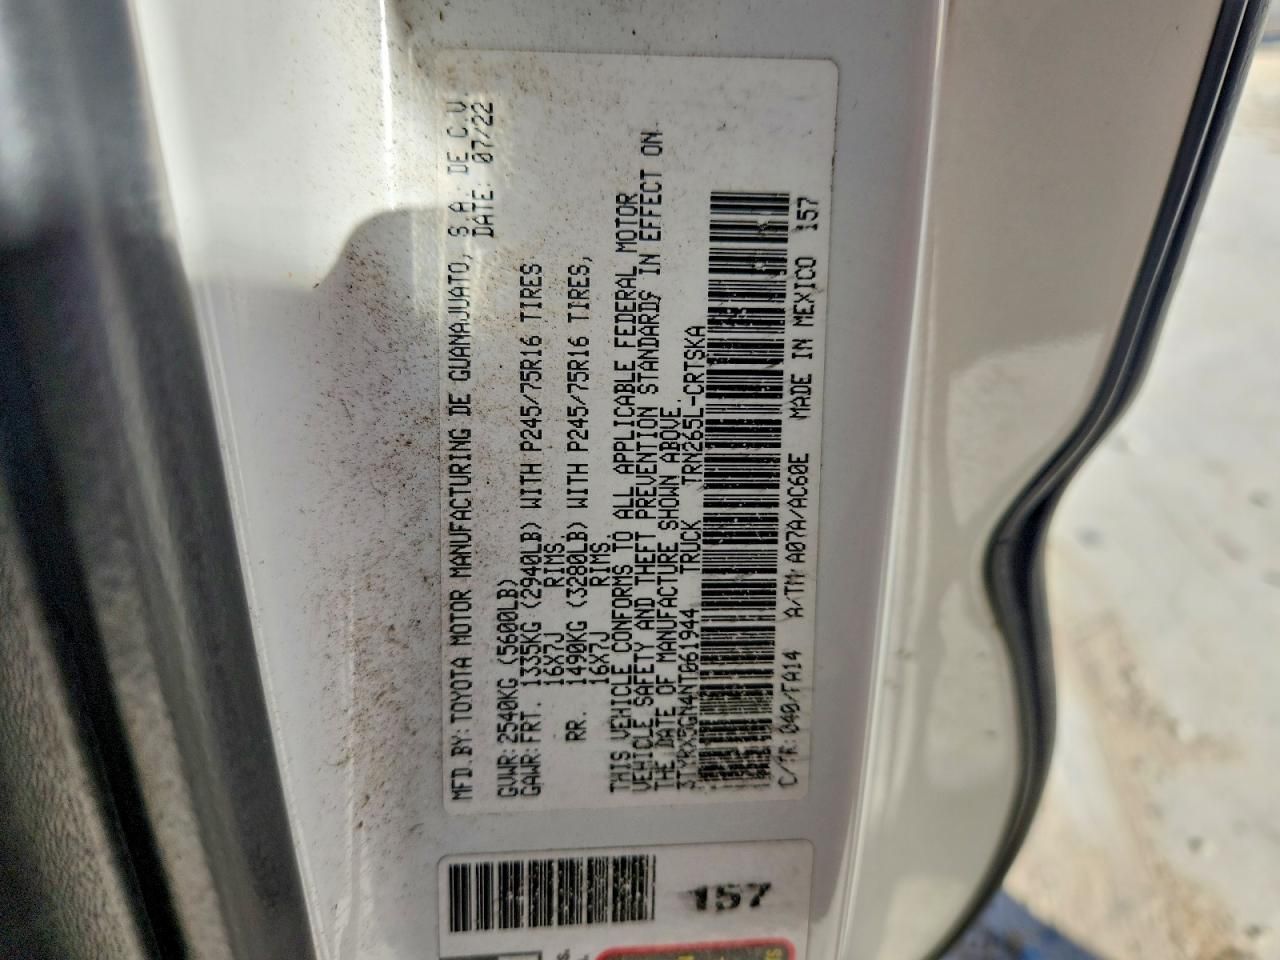 MFD.BY:TOYOTA MOTOR MANUFACTURING DE GUANAJUATO, S.A. DE C.V.
DATE: 07/22
GVWR:2540KG (5600LB)
GAWR:FRT. 1335KG (2940LB) WITH P245/75R16 TIRES
16X7J RIMS.
RR. 1490KG (3280LB) WITH P245/75R16 TIRES,
16X7J RIMS.
THIS VEHICLE CONFORMS TO ALL APPLICABLE FEDERAL MOTOR
VEHICLE SAFETY AND THEFT PREVENTION STANDARDS IN EFFECT ON
THE DATE OF MANUFACTURE SHOWN ABOVE.
3TYRX5GN4NT061944 TRUCK TRN265L-CRTSKA
C/TR:040/FA14 A/TM:A07A/AC60E MADE IN MEXICO 157
157